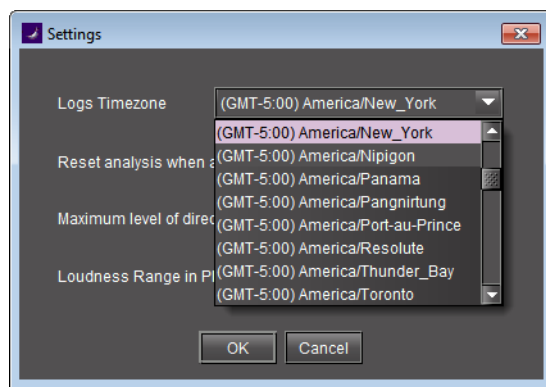 Settings
Logs Timezone (GMT-5:00) America/New_York
(GMT-5:00) America/New_York
(GMT-5:00) America/Nipigon
Reset analysis when a
(GMT-5:00) America/Panama
(GMT-5:00) America/Pangnirtung
Maximum level of direc
(GMT-5:00) America/Port-au-Prince
(GMT-5:00) America/Resolute
Loudness Range in P
(GMT-5:00) America/Thunder_Bay
(GMT-5:00) America/Toronto
OK Cancel